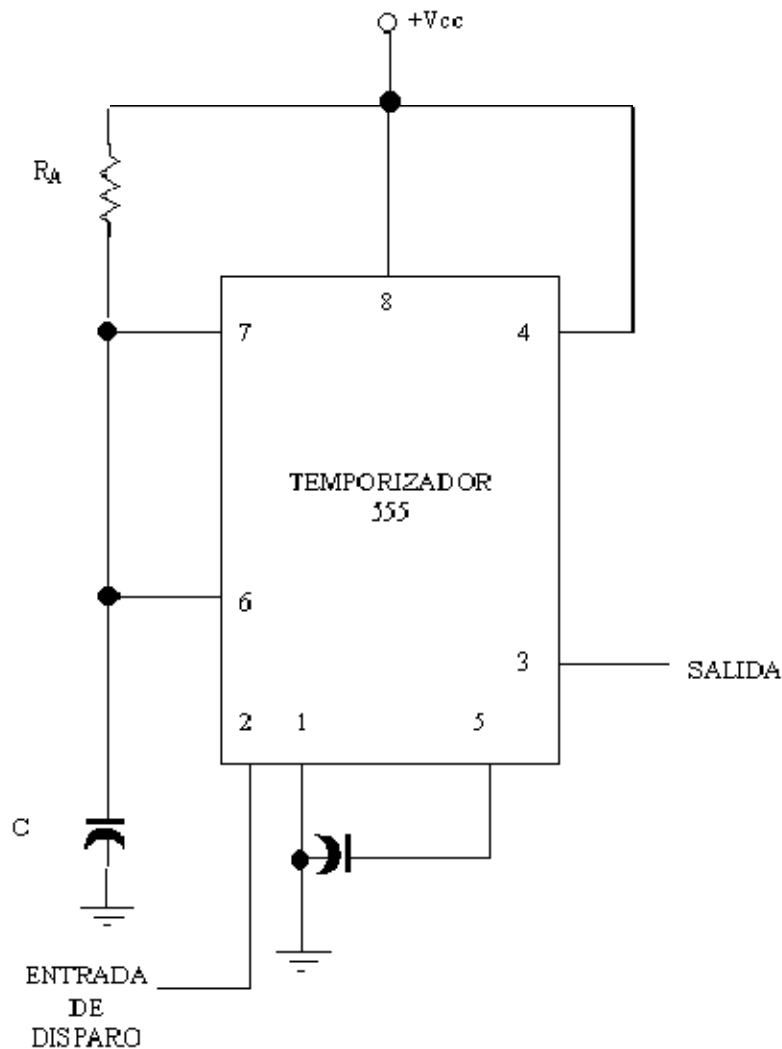 +Vcc
RA
8
7
4
TEMPORIZADOR
555
6
3
SALIDA
2
1
5
C
ENTRADA
DE
DISPARO